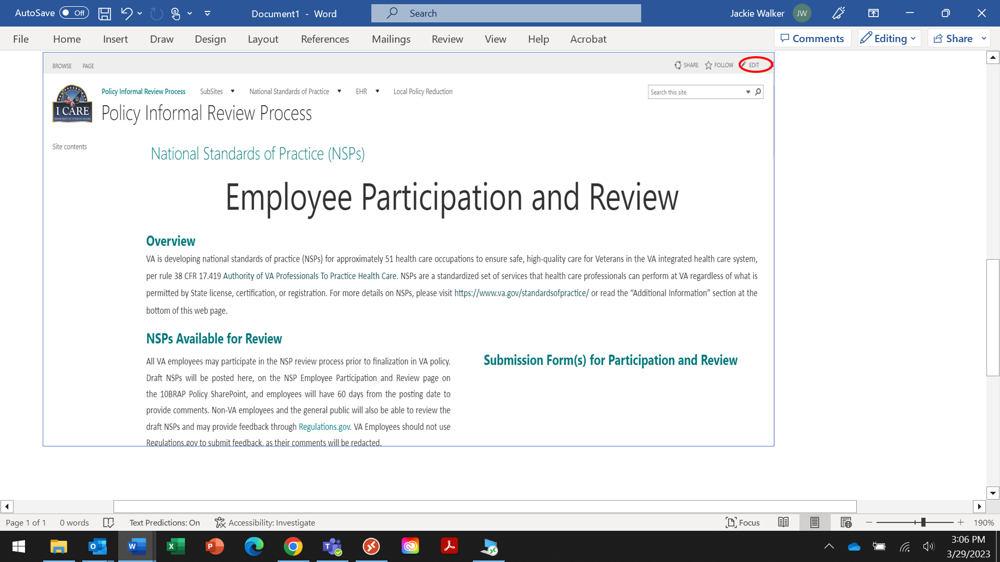 AutoSave Off Document1 - Word Search Jackie Walker JW
File Home Insert Draw Design Layout References Mailings Review View Help Acrobat Comments Editing Share
BROWSE PAGE SHARE FOLLOW EDIT
Policy Informal Review Process SubSites National Standards of Practice EHR Local Policy Reduction Search this site
I CARE
DEPARTMENT OF VETERANS AFFAIRS
Policy Informal Review Process
Site contents
National Standards of Practice (NSPs)
Employee Participation and Review
Overview
VA is developing national standards of practice (NSPs) for approximately 51 health care occupations to ensure safe, high-quality care for Veterans in the VA integrated health care system,
per rule 38 CFR 17.419 Authority of VA Professionals To Practice Health Care. NSPs are a standardized set of services that health care professionals can perform at VA regardless of what is
permitted by State license, certification, or registration. For more details on NSPs, please visit https://www.va.gov/standardsofpractice/ or read the “Additional Information” section at the
bottom of this web page.
NSPs Available for Review
All VA employees may participate in the NSP review process prior to finalization in VA policy.
Draft NSPs will be posted here, on the NSP Employee Participation and Review page on
the 10BRAP Policy SharePoint, and employees will have 60 days from the posting date to
provide comments. Non-VA employees and the general public will also be able to review the
draft NSPs and may provide feedback through Regulations.gov. VA Employees should not use
Regulations.gov to submit feedback, as their comments will be redacted.
Submission Form(s) for Participation and Review
Page 1 of 1 0 words Text Predictions: On Accessibility: Investigate Focus 190%
3:06 PM
3/29/2023